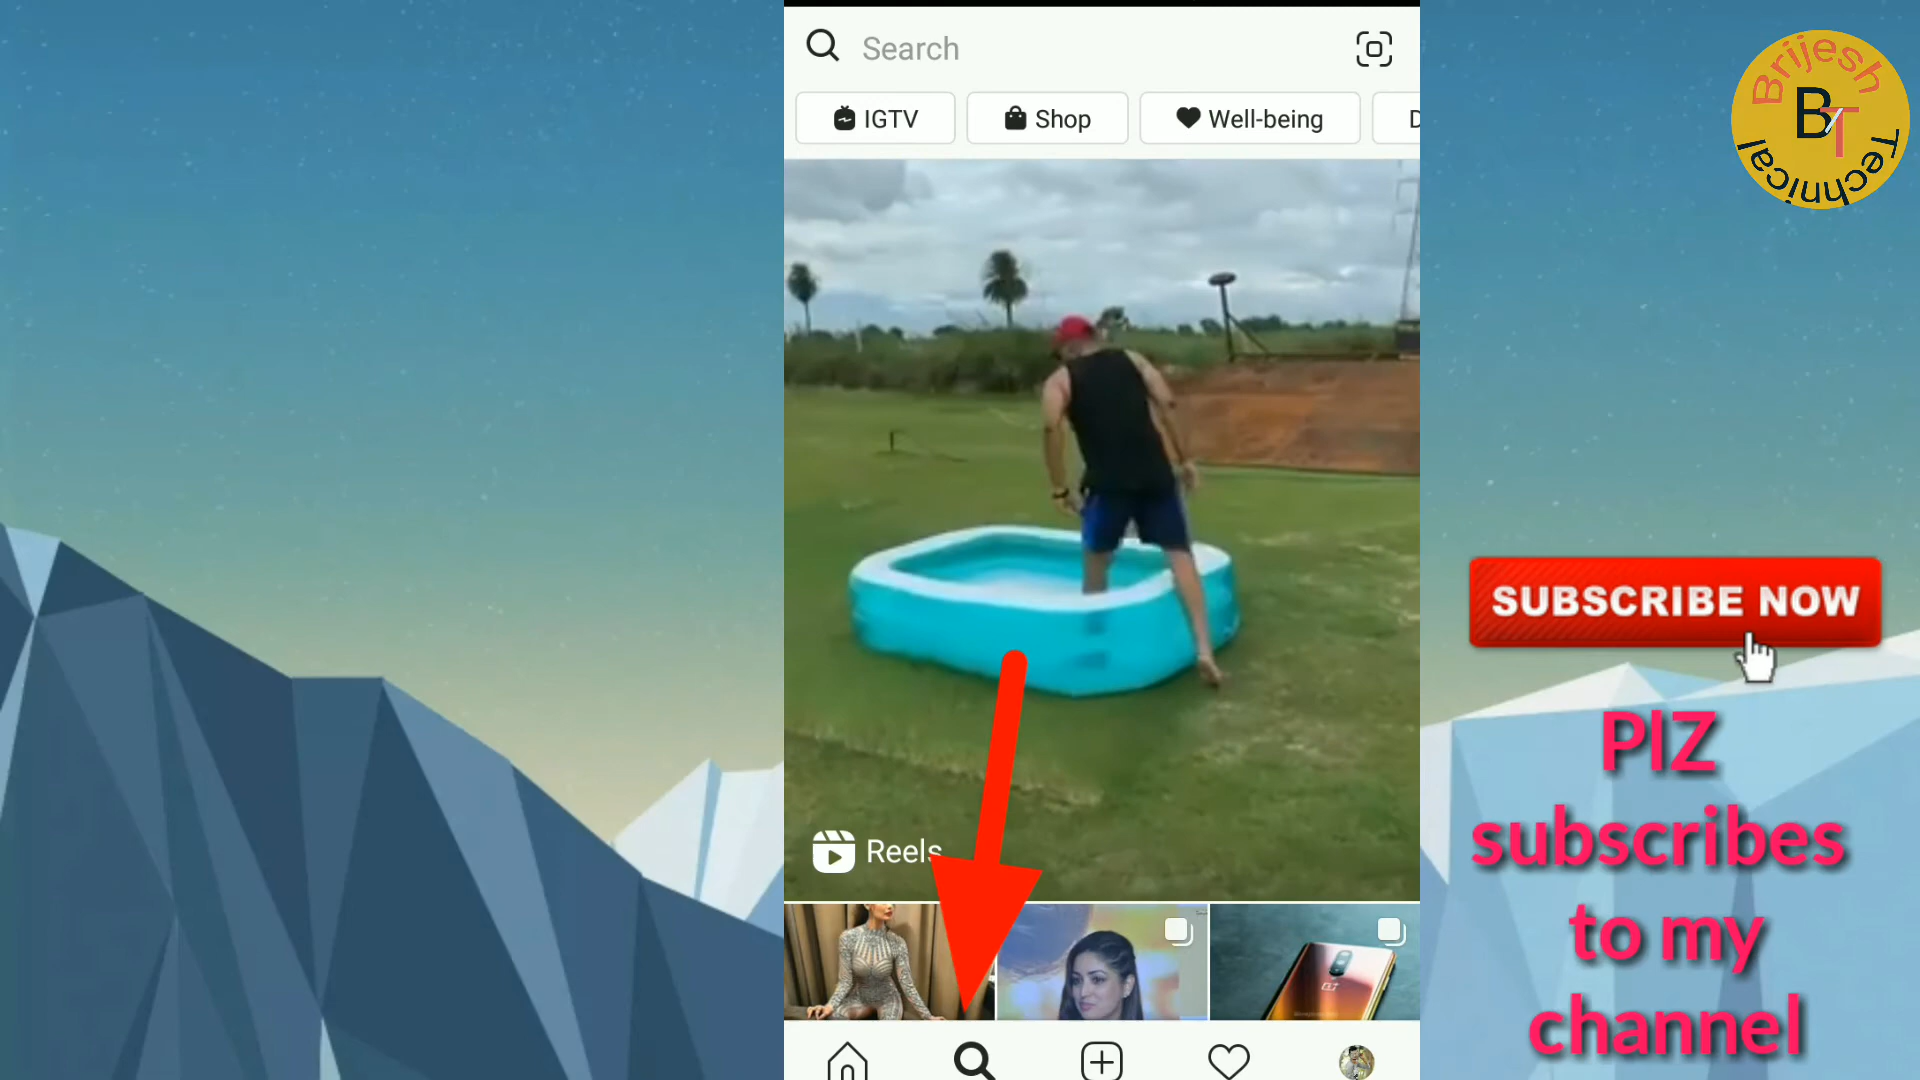 Search
IGTV
Shop
Well-being
D
Reels
Brijesh
BT
Technical
SUBSCRIBE NOW
PlZ
subscribes
to my
channel